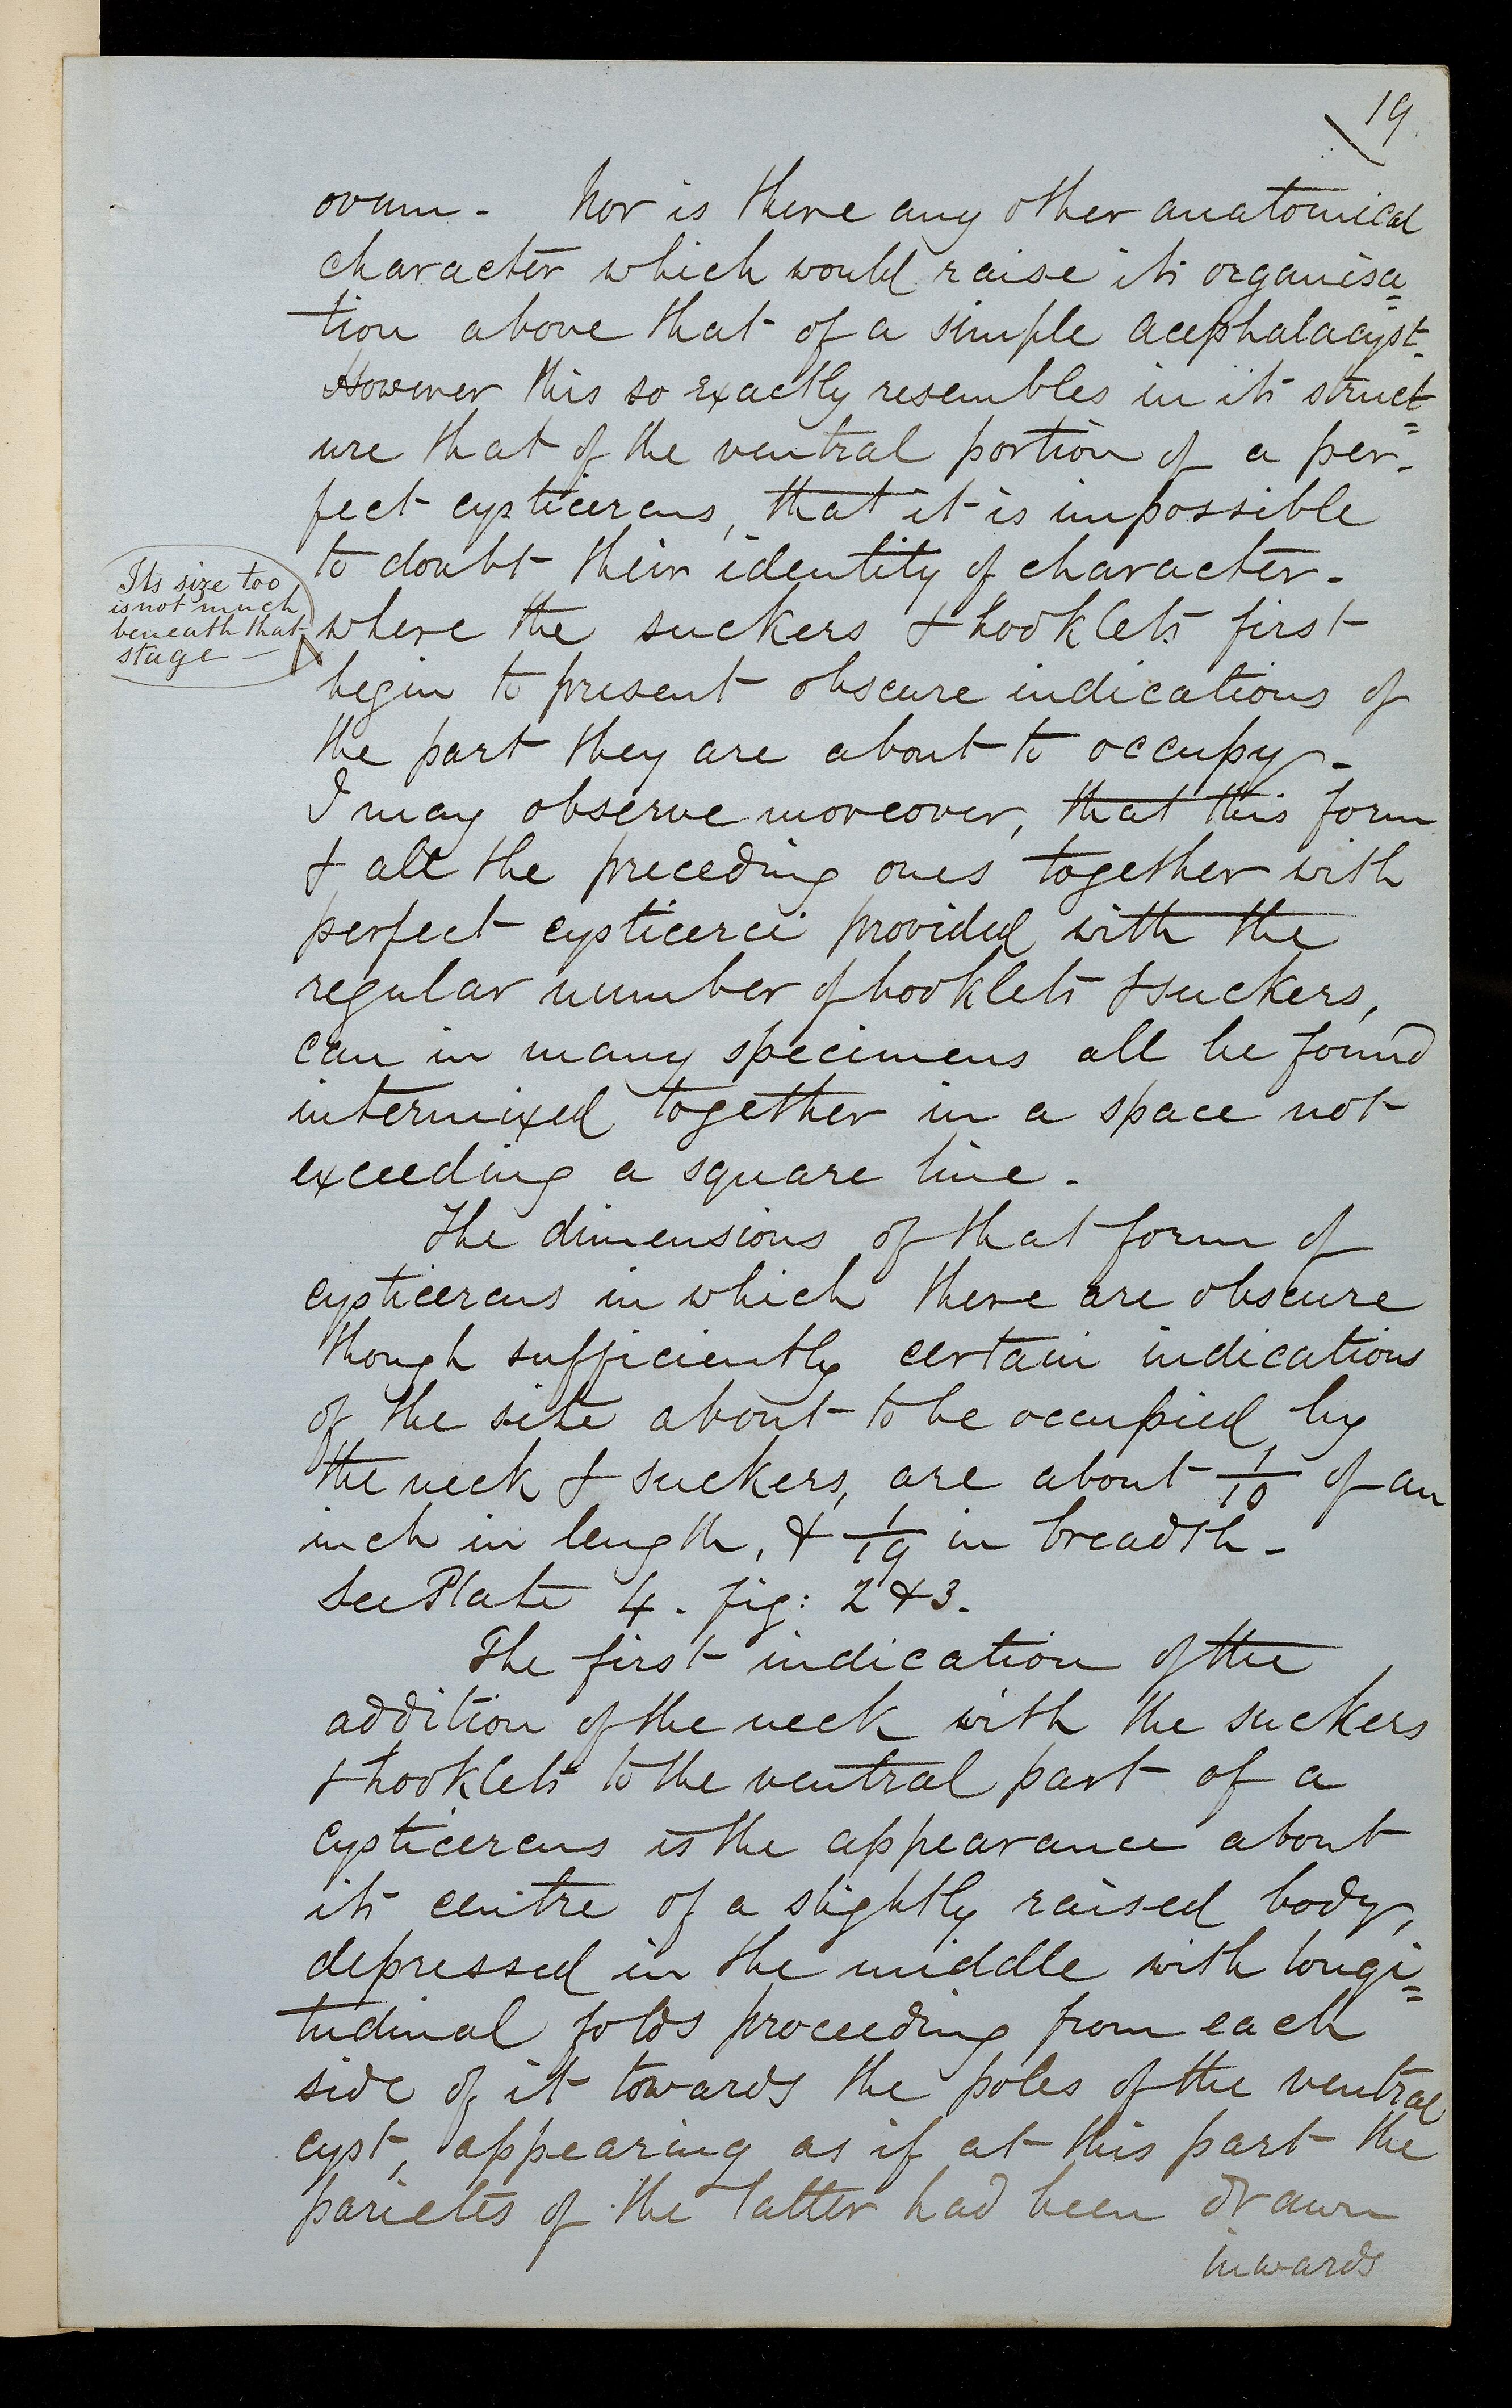 19
ovum - Nor is there any other anatomical
character which would raise its organisa=
tion above that of a simple acephalacyst.
However this so exactly resembles in its struct=
ure that of the ventral portion of a per-
fect cysticercus, that it is impossible
to doubt their identity of character -
Its size too
is not much
beneath that
stage -
where the suckers & hooklets first
begin to present obscure indications of
the part they are about to occupy -
I may observe moreover, that this form
& all the preceding ones together with
perfect cysticerci provided with the
regular number of hooklets & suckers,
can in many specimens all be found
intermixed together in a space not
exceeding a square line -
The dimensions of that form of
cysticercus in which there are obscure
though sufficiently certain indications
of the site about to be occupied by
the neck & suckers, are about 1/10 of an
inch in length, & 1/19 in breadth -
See Plate 4. fig: 2 & 3.
The first indication of the
addition of the neck with the suckers
& hooklets to the ventral part of a
cysticercus is the appearance about
its centre of a slightly raised body,
depressed in the middle with longi=
tudinal folds proceeding from each
side of it towards the poles of the ventral
cyst, appearing as if at this part the
parietes of the latter had been drawn
inwards